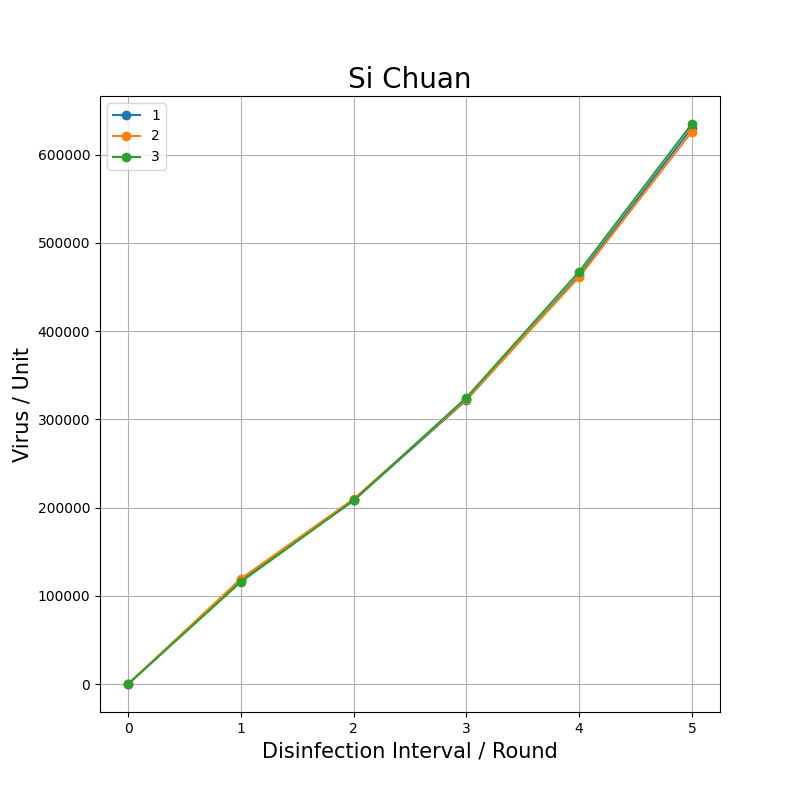 Si Chuan
1
2
3
600000
500000
400000
300000
200000
100000
0
Virus / Unit
0 1 2 3 4 5
Disinfection Interval / Round